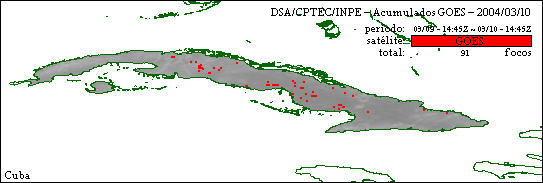 DSA/CPTEC/INPE - Acumulados GOES - 2004/03/10
periodo: 03/09 - 14:45Z ~ 03/10 - 14:45Z
satélite: GOES
total: 91 focos
Cuba